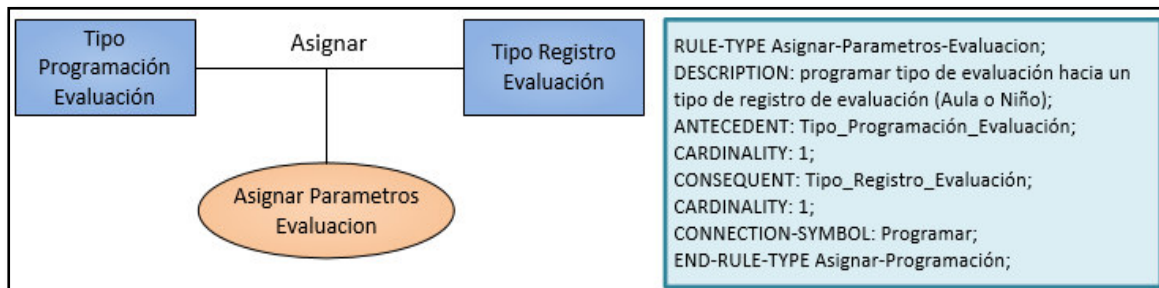 Tipo
Programación
Evaluación
Asignar
Tipo Registro
Evaluación
Asignar Parametros
Evaluacion
RULE-TYPE Asignar-Parametros-Evaluacion;
DESCRIPTION: programar tipo de evaluación hacia un
tipo de registro de evaluación (Aula o Niño);
ANTECEDENT: Tipo_Programación_Evaluación;
CARDINALITY: 1;
CONSEQUENT: Tipo_Registro_Evaluación;
CARDINALITY: 1;
CONNECTION-SYMBOL: Programar;
END-RULE-TYPE Asignar-Programación;